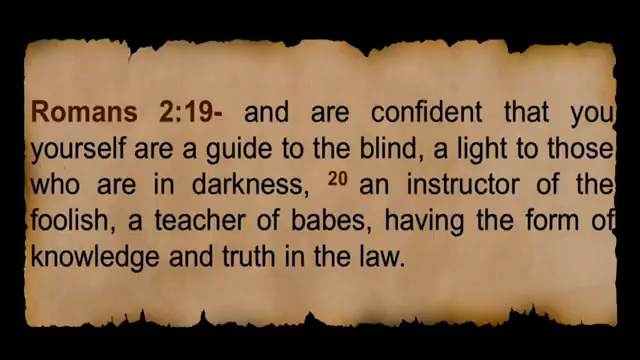 Romans 2:19- and are confident that you
yourself are a guide to the blind, a light to those
who are in darkness, 20 an instructor of the
foolish, a teacher of babes, having the form of
knowledge and truth in the law.